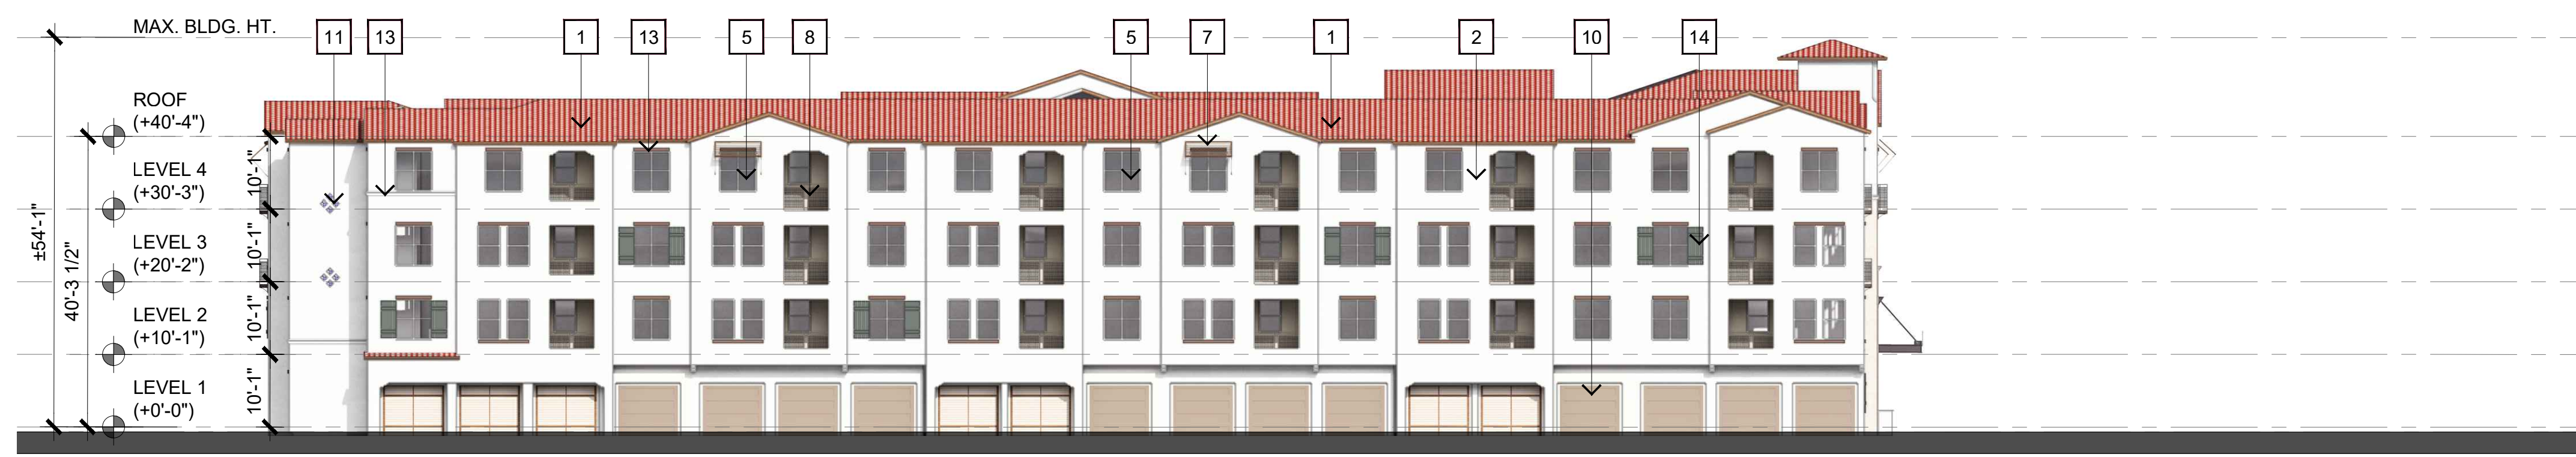 MAX. BLDG. HT.
11 13 1 13 5 8 5 7 1 2 10 14
ROOF
(+40'-4")
LEVEL 4
(+30'-3")
10'-1"
LEVEL 3
(+20'-2")
10'-1"
±54'-1"
40'-3 1/2"
LEVEL 2
(+10'-1")
10'-1"
LEVEL 1
(+0'-0")
10'-1"